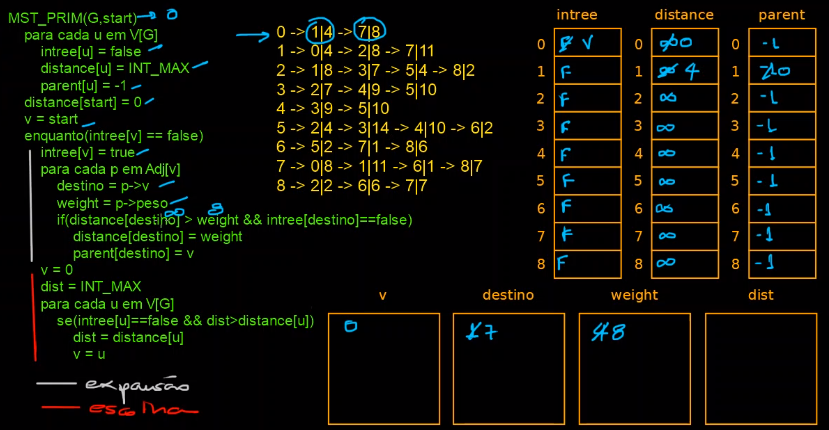 MST_PRIM(G,start) → 0
para cada u em V[G]
intree[u] = false
distance[u] = INT_MAX
parent[u] = -1
distance[start] = 0
v = start
enquanto(intree[v] == false)
intree[v] = true
para cada p em Adj[v]
destino = p->v
weight = p->peso
∞ 8
if(distance[destino] > weight && intree[destino]==false)
distance[destino] = weight
parent[destino] = v
v = 0
dist = INT_MAX
para cada u em V[G]
se(intree[u]==false && dist>distance[u])
dist = distance[u]
v = u
expansão
escolha
0 -> 1|4 -> 7|8
1 -> 0|4 -> 2|8 -> 7|11
2 -> 1|8 -> 3|7 -> 5|4 -> 8|2
3 -> 2|7 -> 4|9 -> 5|10
4 -> 3|9 -> 5|10
5 -> 2|4 -> 3|14 -> 4|10 -> 6|2
6 -> 5|2 -> 7|1 -> 8|6
7 -> 0|8 -> 1|11 -> 6|1 -> 8|7
8 -> 2|2 -> 6|6 -> 7|7
intree distance parent
0 F V 0 ∞ 0 0 -1
1 F 1 ∞ 4 1 -1 0
2 F 2 ∞ 2 -1
3 F 3 ∞ 3 -1
4 F 4 ∞ 4 -1
5 F 5 ∞ 5 -1
6 F 6 ∞ 6 -1
7 F 7 ∞ 7 -1
8 F 8 ∞ 8 -1
v destino weight dist
0 1 7 4 8